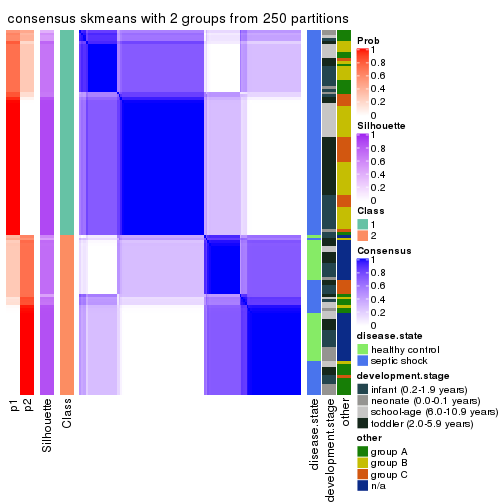 consensus skmeans with 2 groups from 250 partitions
p1
p2
Silhouette
Class
disease.state
development.stage
other
Prob
1
0.8
0.6
0.4
0.2
0
Silhouette
1
0.8
0.6
0.4
0.2
0
Class
1
2
Consensus
1
0.8
0.6
0.4
0.2
0
disease.state
healthy control
septic shock
development.stage
infant (0.2-1.9 years)
neonate (0.0-0.1 years)
school-age (6.0-10.9 years)
toddler (2.0-5.9 years)
other
group A
group B
group C
n/a